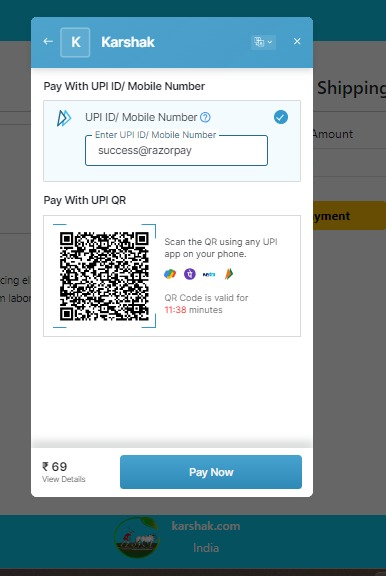 K Karshak
Pay With UPI ID/ Mobile Number
Shipping
UPI ID/ Mobile Number
Enter UPI ID/ Mobile Number
success@razorpay
Amount
Pay With UPI QR
yment
Scan the QR using any UPI
app on your phone.
QR Code is valid for
11:38 minutes
cing el
m labor
₹ 69
View Details
Pay Now
karshak.com
India